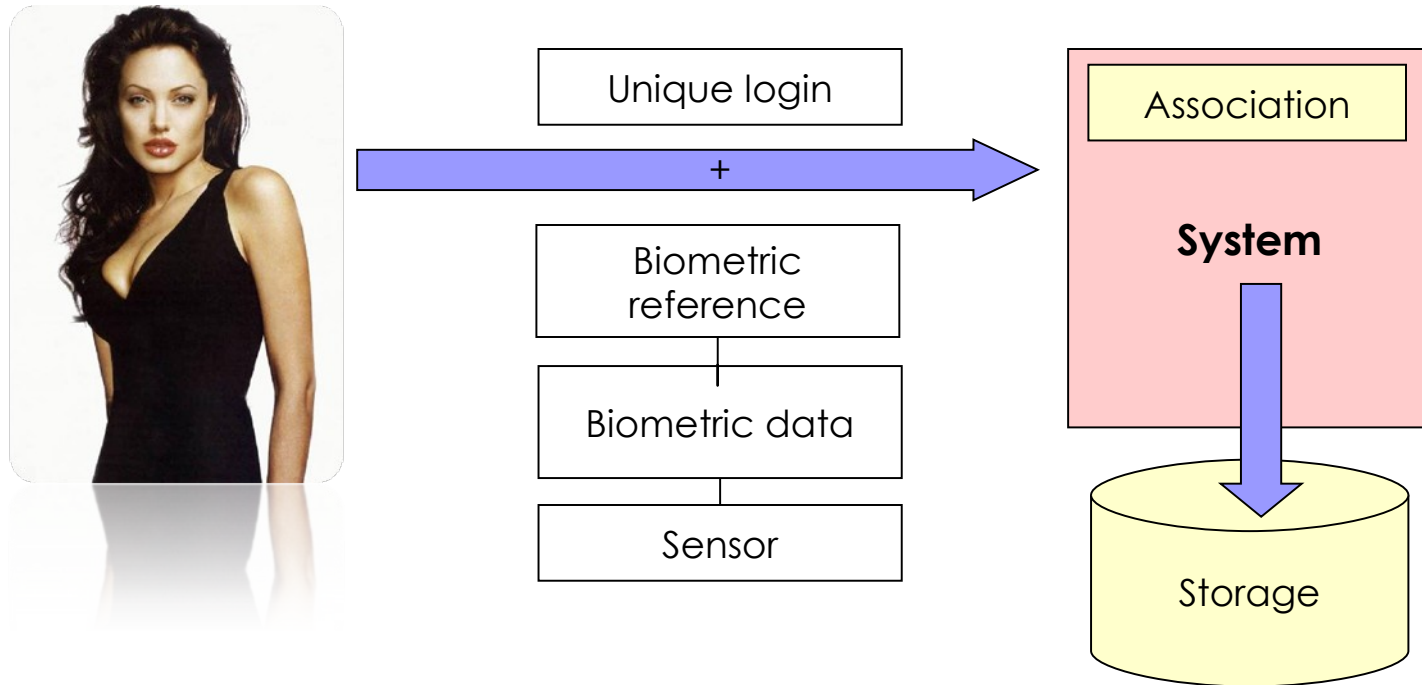 Unique login
+
Biometric
reference
Biometric data
Sensor
Association
System
Storage